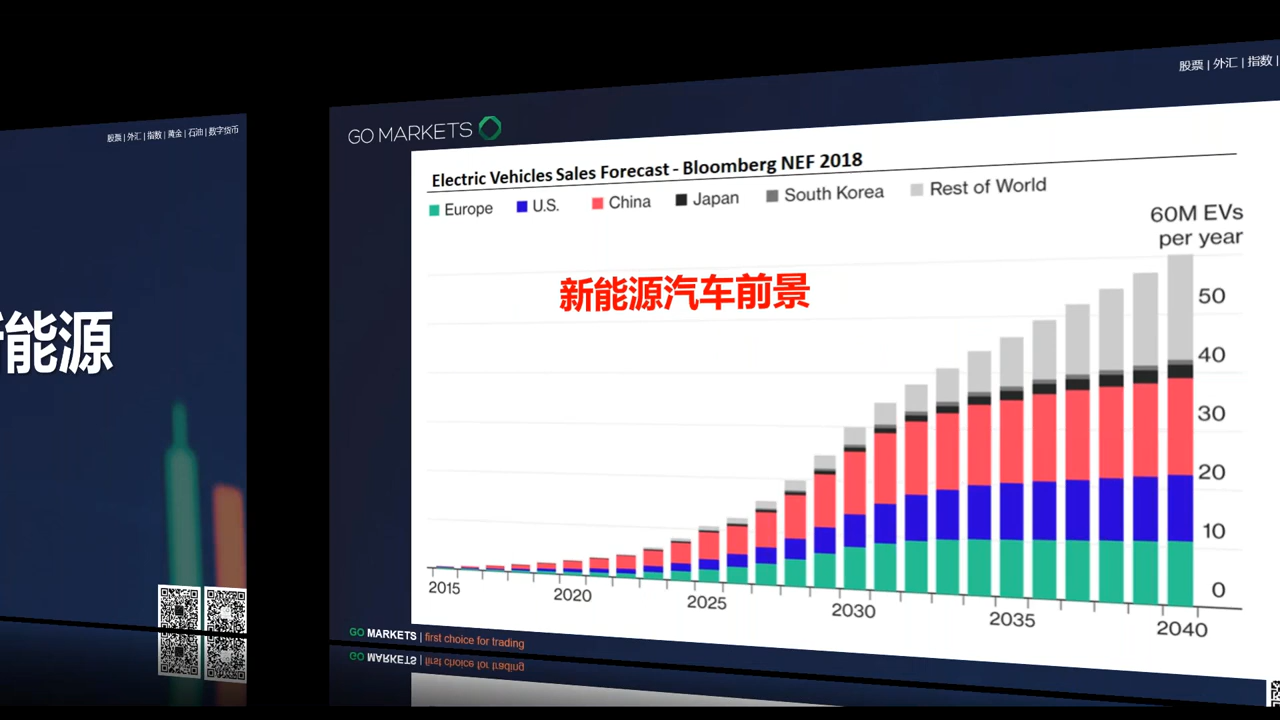 股票 | 外汇 | 指数 | 黄金 | 石油 | 数字货币
能源
股票 | 外汇 | 指数 |
GO MARKETS
Electric Vehicles Sales Forecast - Bloomberg NEF 2018
Europe U.S. China Japan South Korea Rest of World
60M EVs
per year
新能源汽车前景
50
40
30
20
10
0
2015 2020 2025 2030 2035 2040
GO MARKETS | first choice for trading